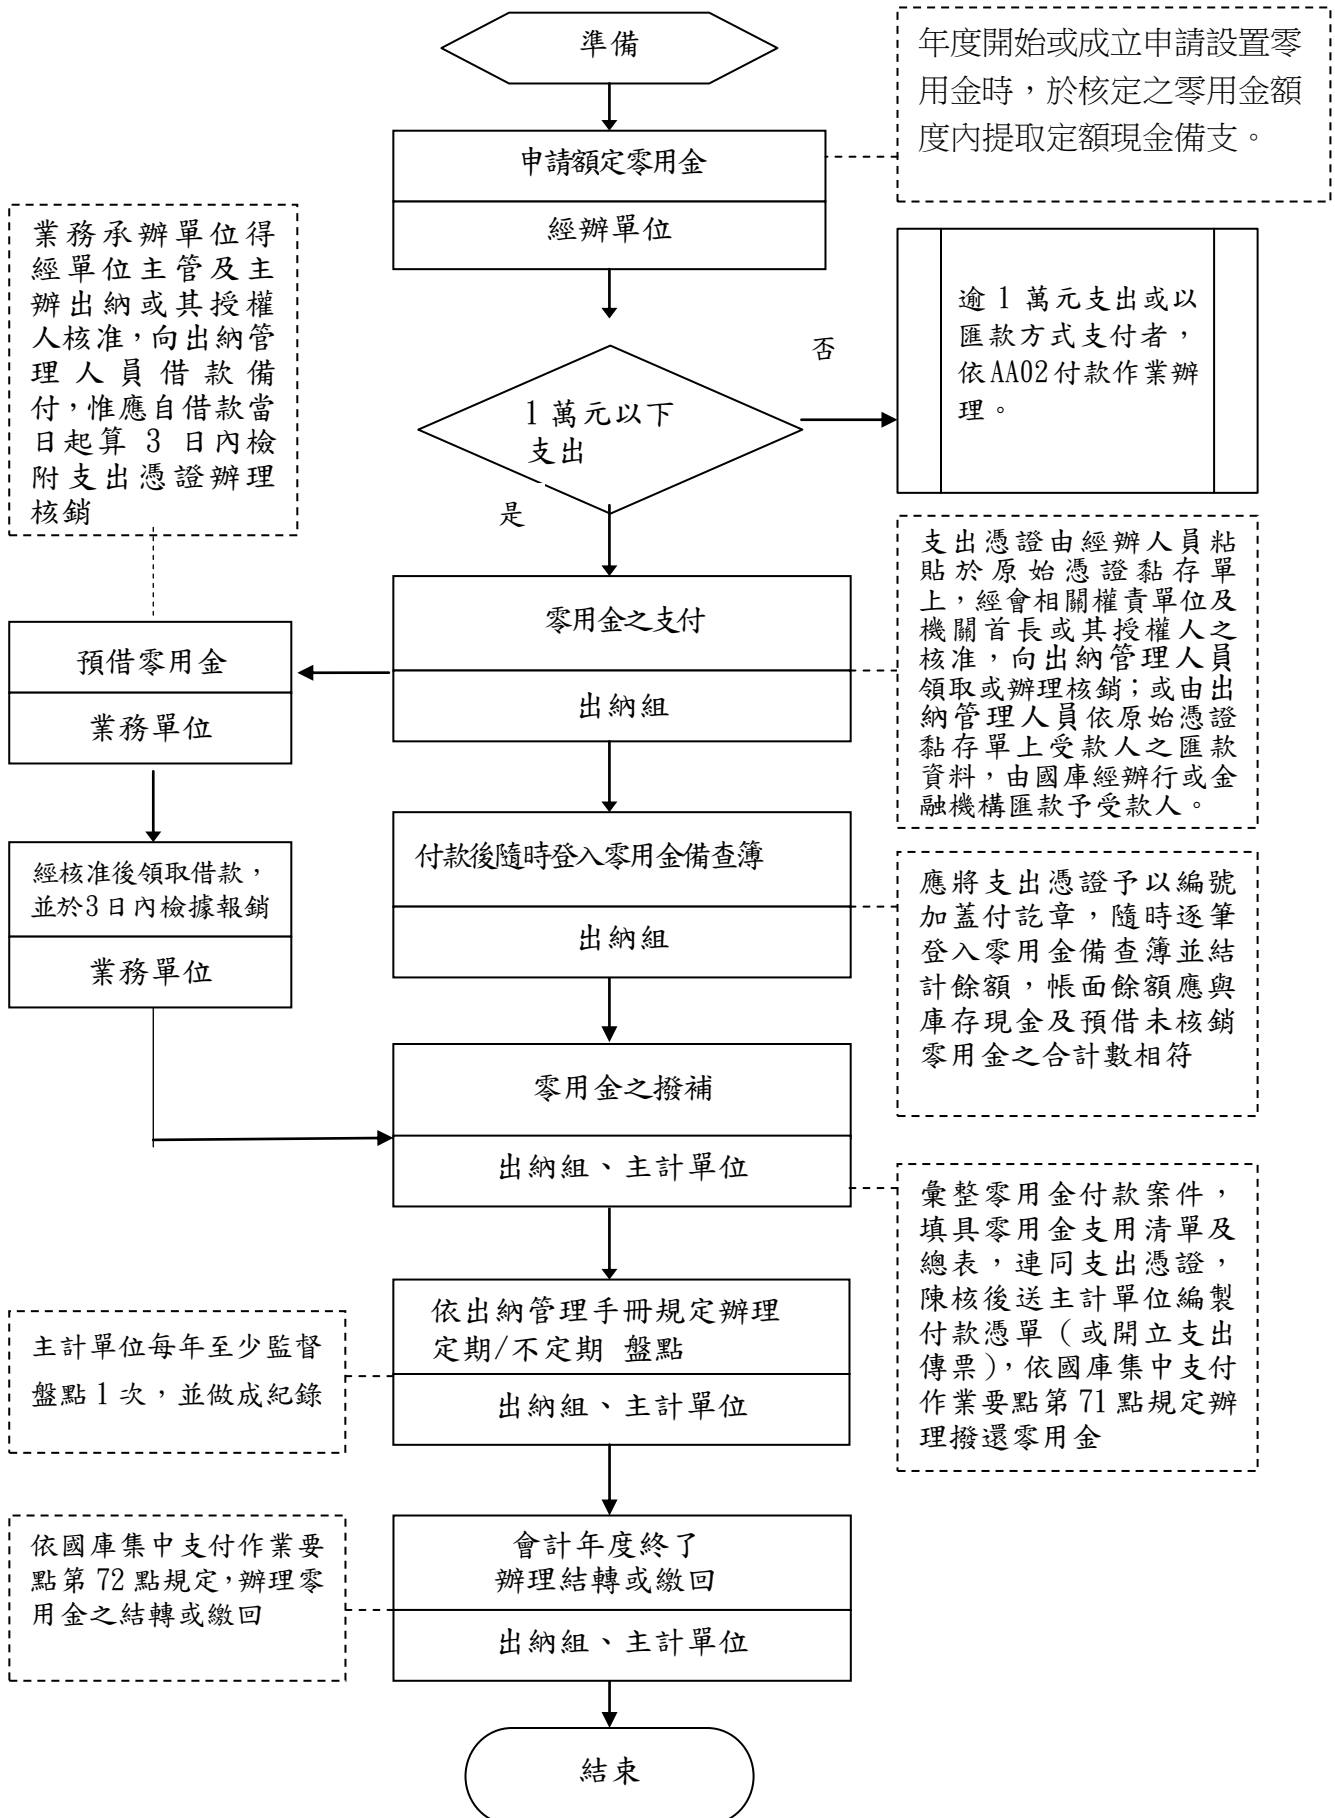 準備
年度開始或成立申請設置零
用金時，於核定之零用金額
度內提取定額現金備支。
申請額定零用金
經辦單位
業務承辦單位得
經單位主管及主
辦出納或其授權
人核准，向出納管
理人員借款備
付，惟應自借款當
日起算 3 日內檢
附支出憑證辦理
核銷
逾 1 萬元支出或以
匯款方式支付者，
依AA02付款作業辦
理。
否
1 萬元以下
支出
是
支出憑證由經辦人員粘
貼於原始憑證黏存單
上，經會相關權責單位及
機關首長或其授權人之
核准，向出納管理人員
領取或辦理核銷；或由出
納管理人員依原始憑證
黏存單上受款人之匯款
資料，由國庫經辦行或金
融機構匯款予受款人。
零用金之支付
出納組
預借零用金
業務單位
付款後隨時登入零用金備查簿
出納組
經核准後領取借款，
並於3日內檢據報銷
業務單位
應將支出憑證予以編號
加蓋付訖章，隨時逐筆
登入零用金備查簿並結
計餘額，帳面餘額應與
庫存現金及預借未核銷
零用金之合計數相符
零用金之撥補
出納組、主計單位
彙整零用金付款案件，
填具零用金支用清單及
總表，連同支出憑證，
陳核後送主計單位編製
付款憑單（或開立支出
傳票），依國庫集中支付
作業要點第 71 點規定辦
理撥還零用金
依出納管理手冊規定辦理
定期/不定期 盤點
出納組、主計單位
主計單位每年至少監督
盤點 1 次，並做成紀錄
會計年度終了
辦理結轉或繳回
出納組、主計單位
依國庫集中支付作業要
點第 72 點規定，辦理零
用金之結轉或繳回
結束